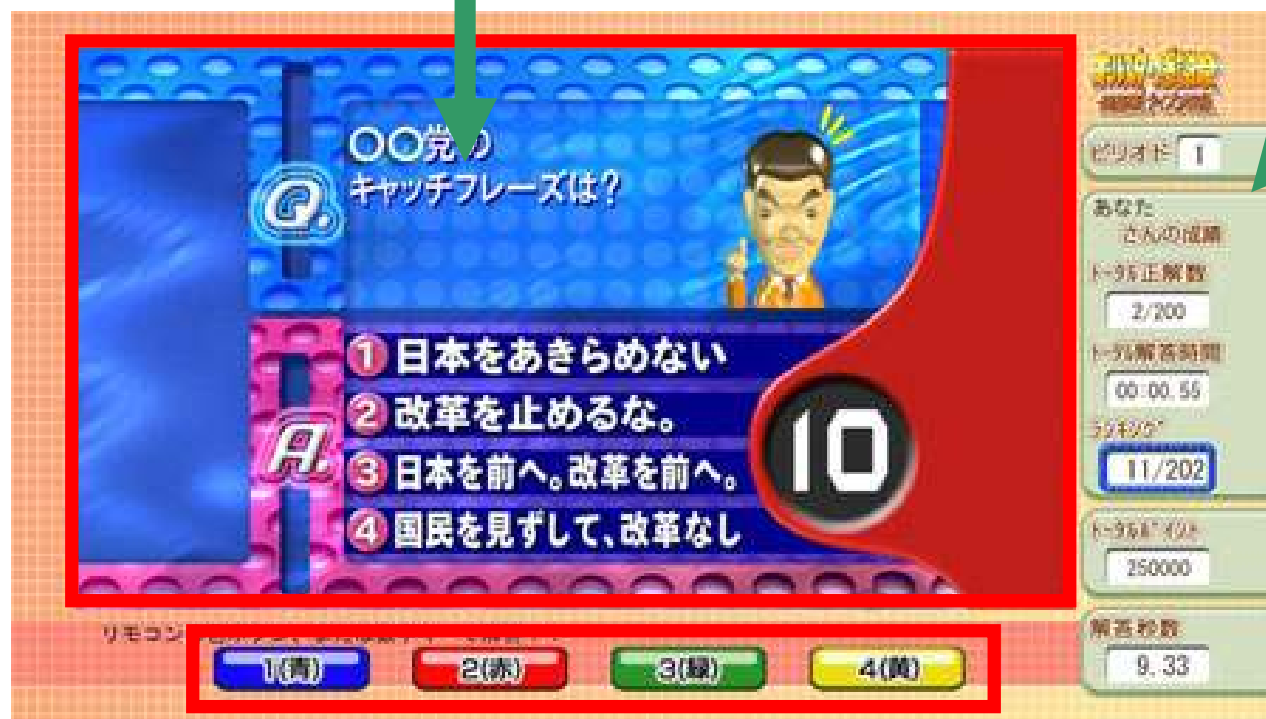 〇〇党の
キャッチフレーズは?
Q.
A.
1 日本をあきらめない
2 改革を止めるな。
3 日本を前へ。改革を前へ。
4 国民を見ずして、改革なし
10
リモコン
1(青)
2(赤)
3(緑)
4(黄)
ピリオド 1
あなた
さんの成績
トータル正解数
2/200
トータル解答時間
00:00.55
ランキング
11/202
トータルポイント
250000
解答秒数
9.33